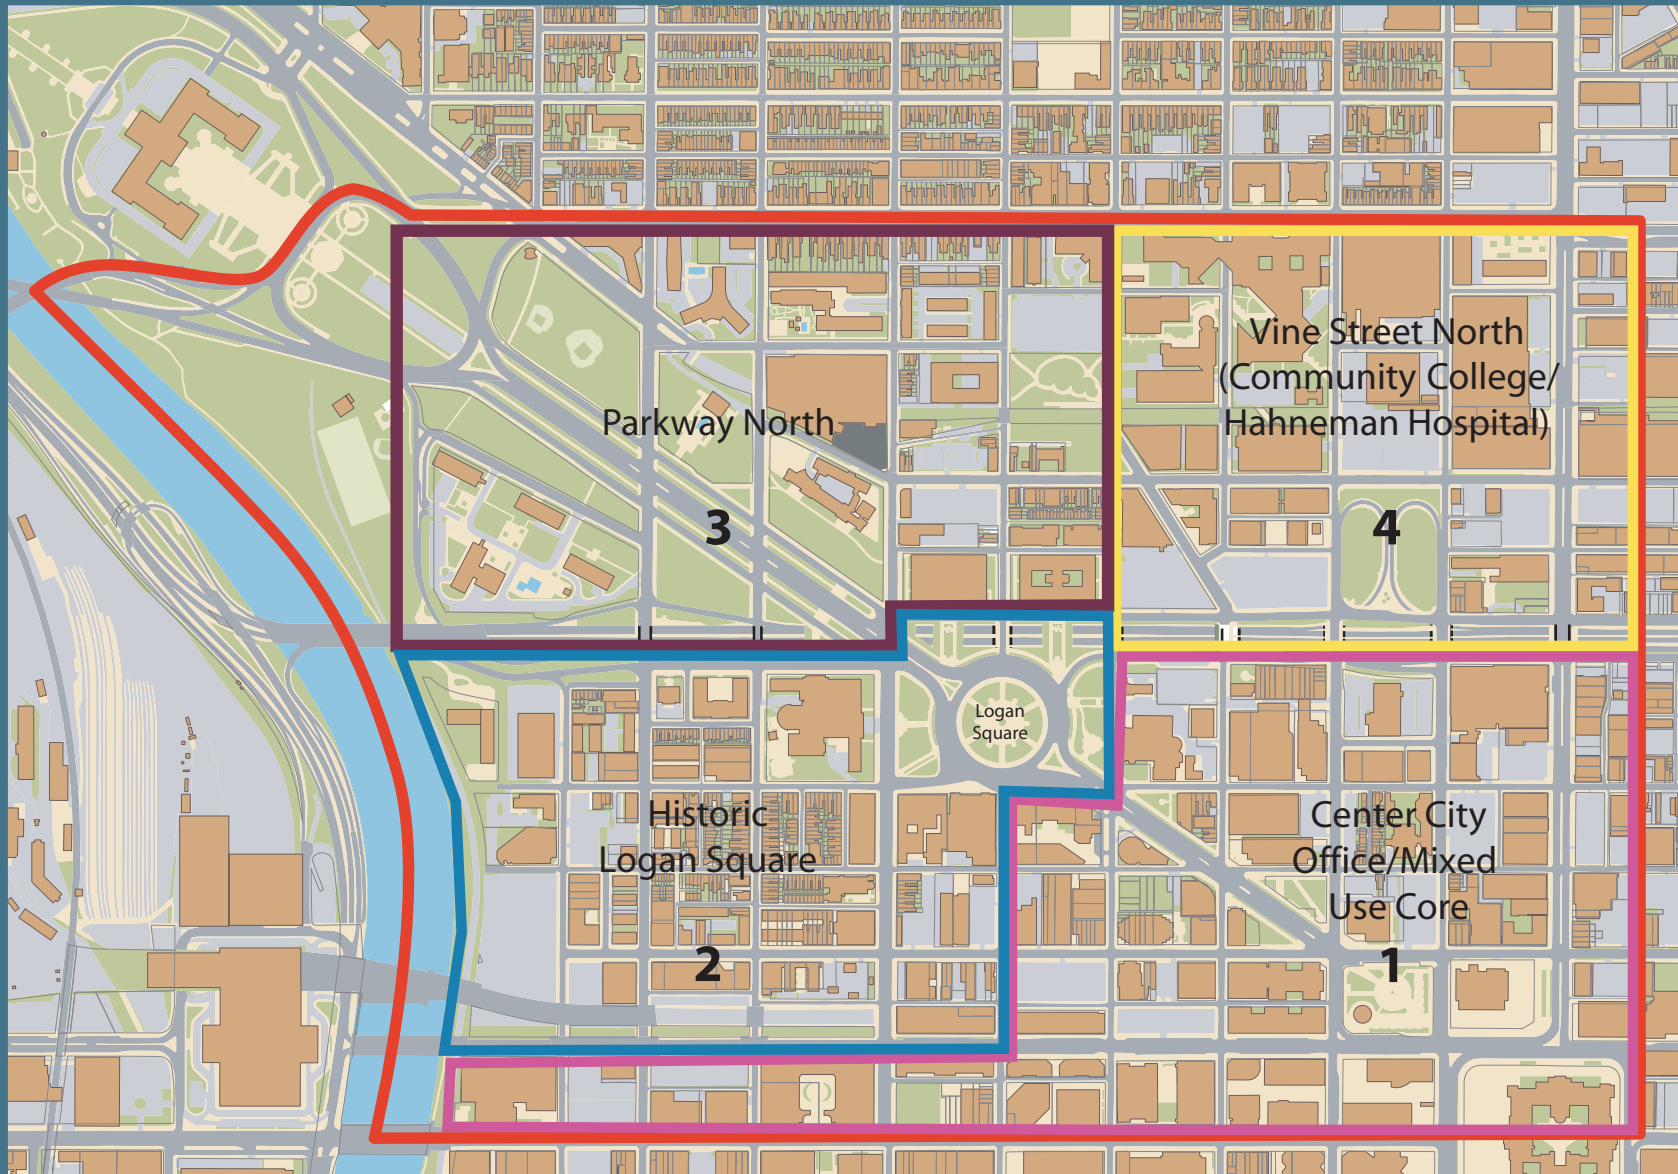 Vine Street North
(Community College/
Hahneman Hospital)
4
Parkway North
3
Logan
Square
Historic
Logan Square
2
Center City
Office/Mixed
Use Core
1